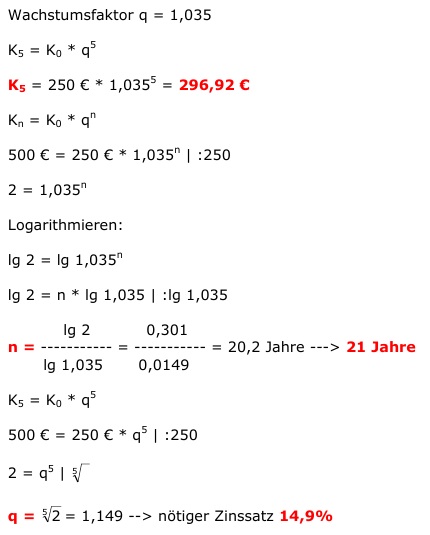 Wachstumsfaktor q = 1,035
K₅ = K₀ * q⁵
K₅ = 250 € * 1,035⁵ = 296,92 €
Kₙ = K₀ * qⁿ
500 € = 250 € * 1,035ⁿ | :250
2 = 1,035ⁿ
Logarithmieren:
lg 2 = lg 1,035ⁿ
lg 2 = n * lg 1,035 | :lg 1,035
lg 2 0,301
n = ----------- = ----------- = 20,2 Jahre ---> 21 Jahre
lg 1,035 0,0149
K₅ = K₀ * q⁵
500 € = 250 € * q⁵ | :250
2 = q⁵ | ⁵√
q = ⁵√2 = 1,149 --> nötiger Zinssatz 14,9%